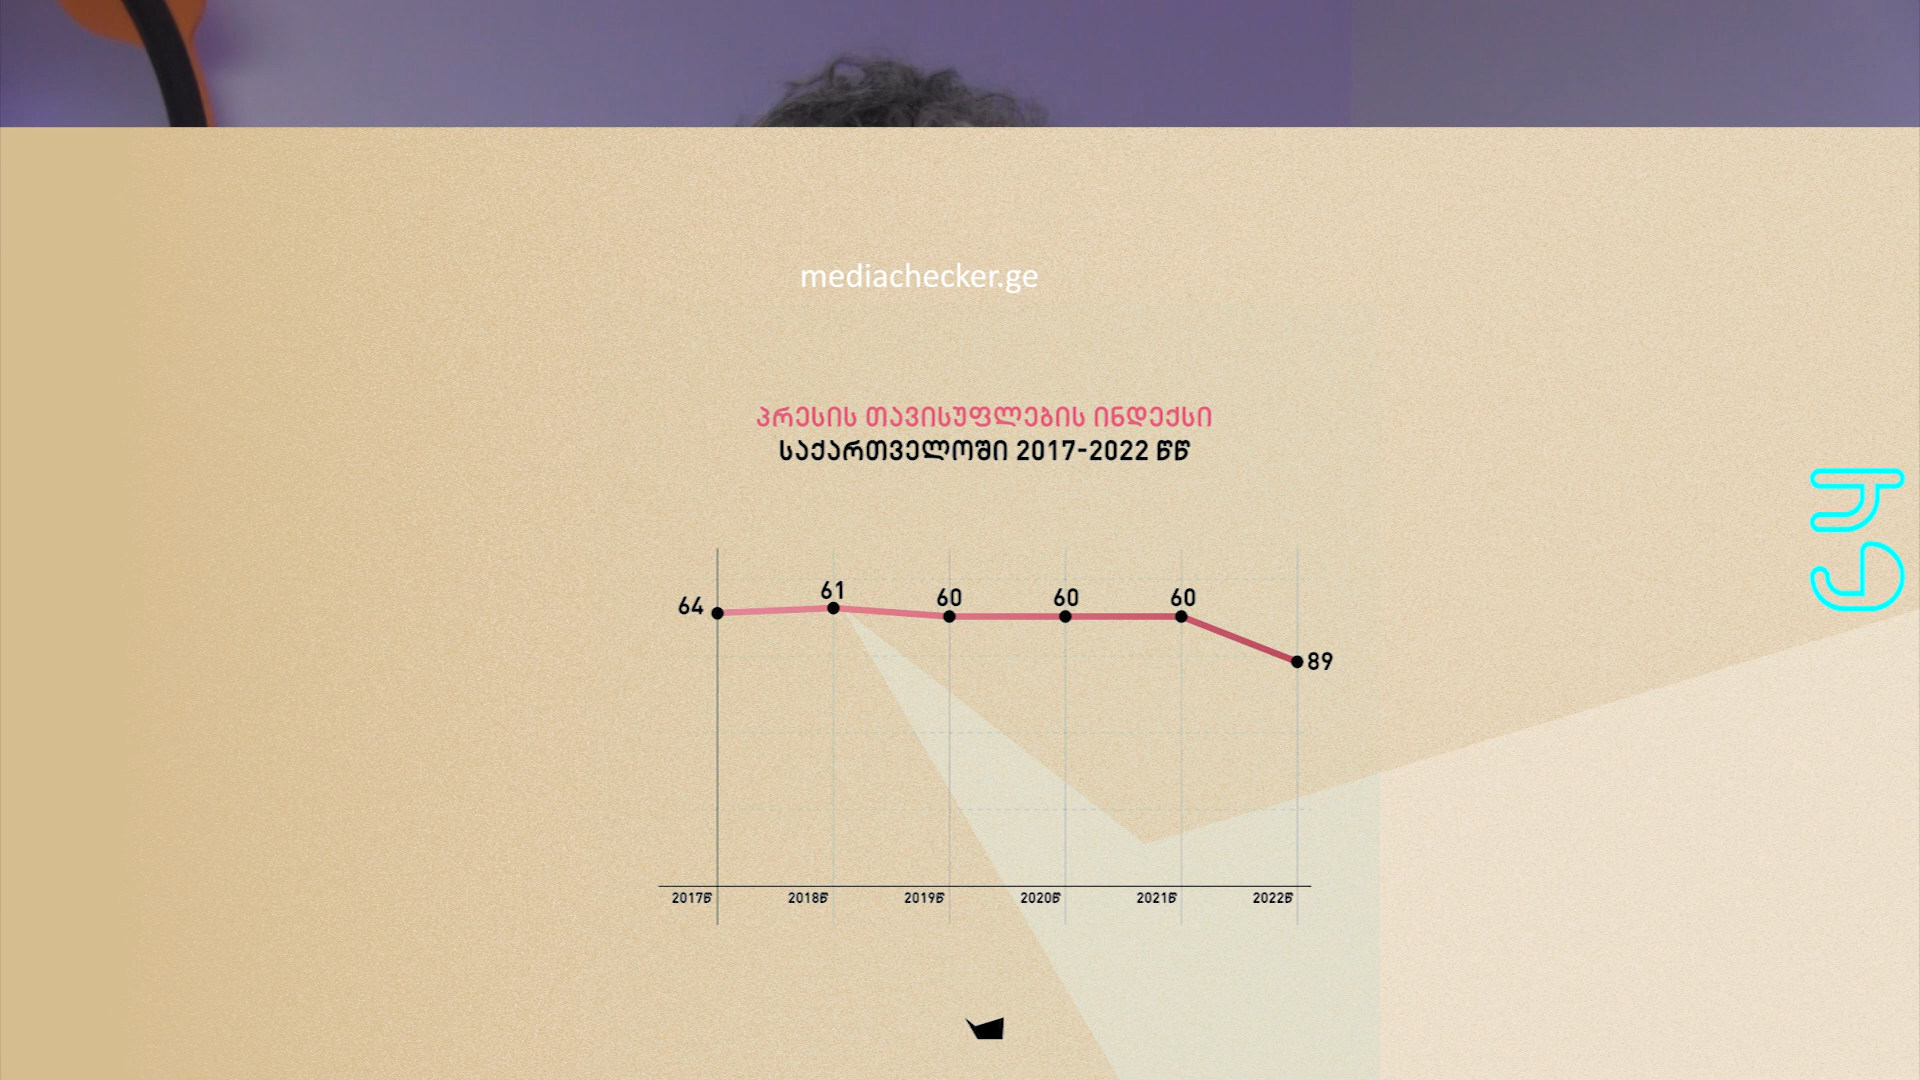 mediachecker.ge
პრესის თავისუფლების ინდექსი
საქართველოში 2017-2022 წწ
64
61
60
60
60
89
2017წ
2018წ
2019წ
2020წ
2021წ
2022წ